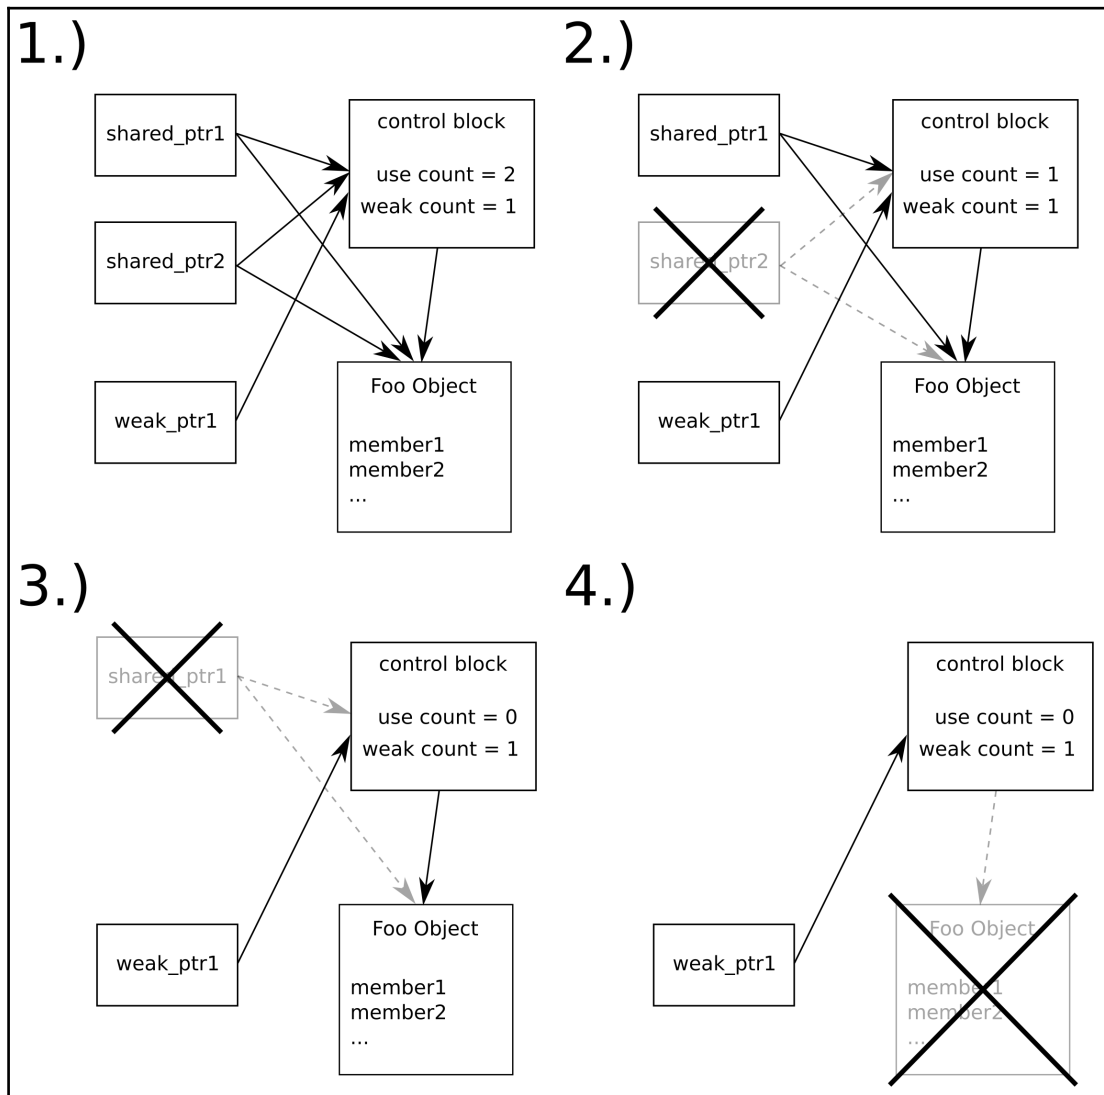 1.)
shared_ptr1
shared_ptr2
weak_ptr1
control block
use count = 2
weak count = 1
Foo Object
member1
member2
...
2.)
shared_ptr1
shared_ptr2
weak_ptr1
control block
use count = 1
weak count = 1
Foo Object
member1
member2
...
3.)
shared_ptr1
weak_ptr1
control block
use count = 0
weak count = 1
Foo Object
member1
member2
...
4.)
weak_ptr1
control block
use count = 0
weak count = 1
Foo Object
member1
member2
...